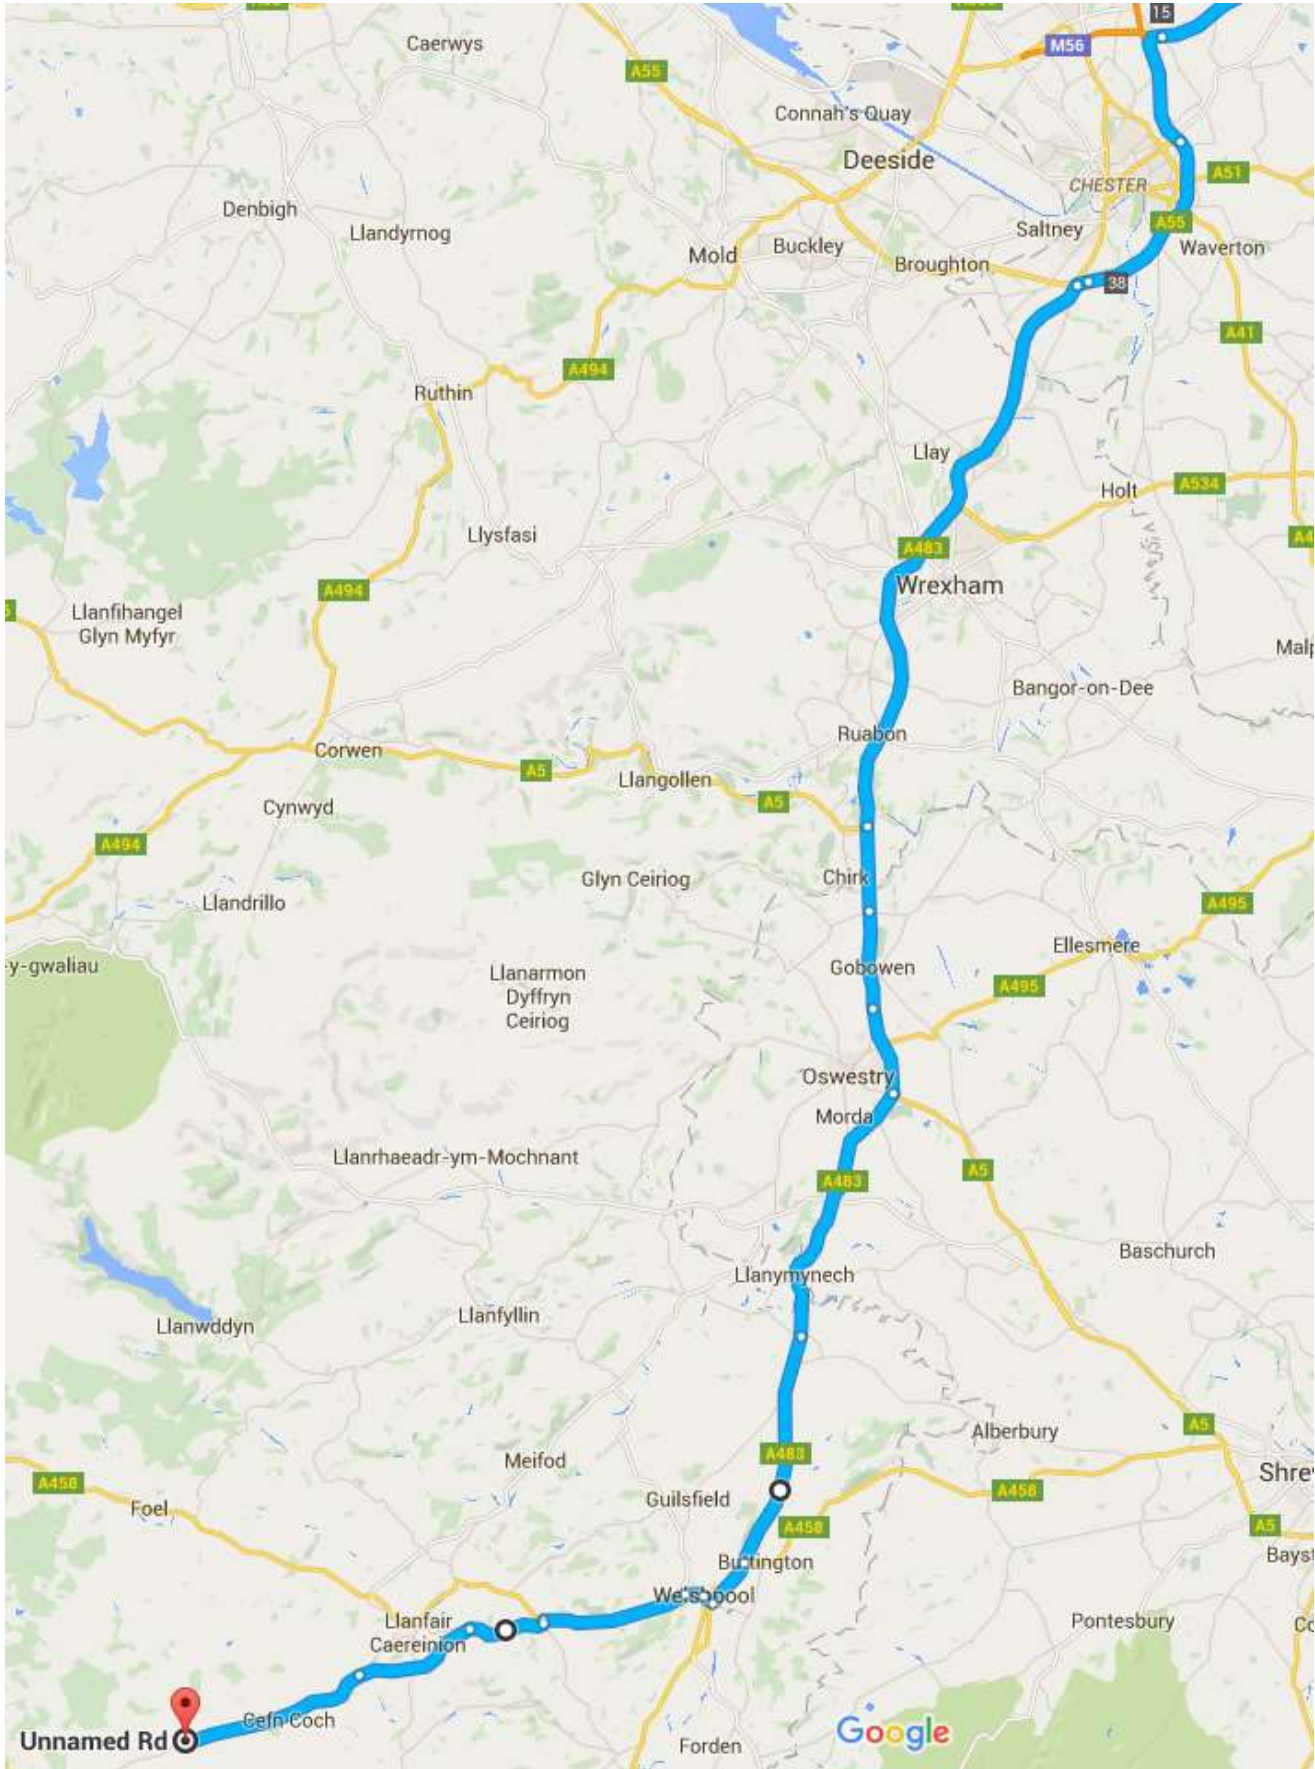 15
Caerwys
M56
A55
Connah's Quay
Deeside
A51
CHESTER
Denbigh
A55
Llandyrnog
Saltney
Buckley
Waverton
Mold
Broughton
38
A41
A494
Ruthin
Llay
A534
Holt
Llysfasi
A483
Wrexham
A494
Llanfihangel
Glyn Myfyr
Bangor-on-Dee
Ruabon
Corwen
A5
Llangollen
A5
Cynwyd
A494
Chirk
Glyn Ceiriog
Llandrillo
A495
Ellesmere
-y-gwaliau
Gobowen
Llanarmon
Dyffryn
Ceiriog
A495
Oswestry
Morda
Llanrhaeadr-ym-Mochnant
A5
A483
Baschurch
Llanymynech
Llanfyllin
Llanwddyn
A5
Alberbury
A483
Meifod
Shre
A458
A458
Guilsfield
Foel
A458
A5
Buttington
Bayst
Welshpool
Llanfair
Caereinion
Pontesbury
Cefn Coch
Unnamed Rd
Google
Forden